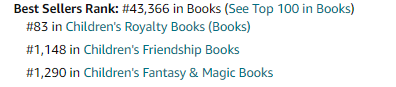 Best Sellers Rank: #43,366 in Books (See Top 100 in Books)
#83 in Children's Royalty Books (Books)
#1,148 in Children's Friendship Books
#1,290 in Children's Fantasy & Magic Books